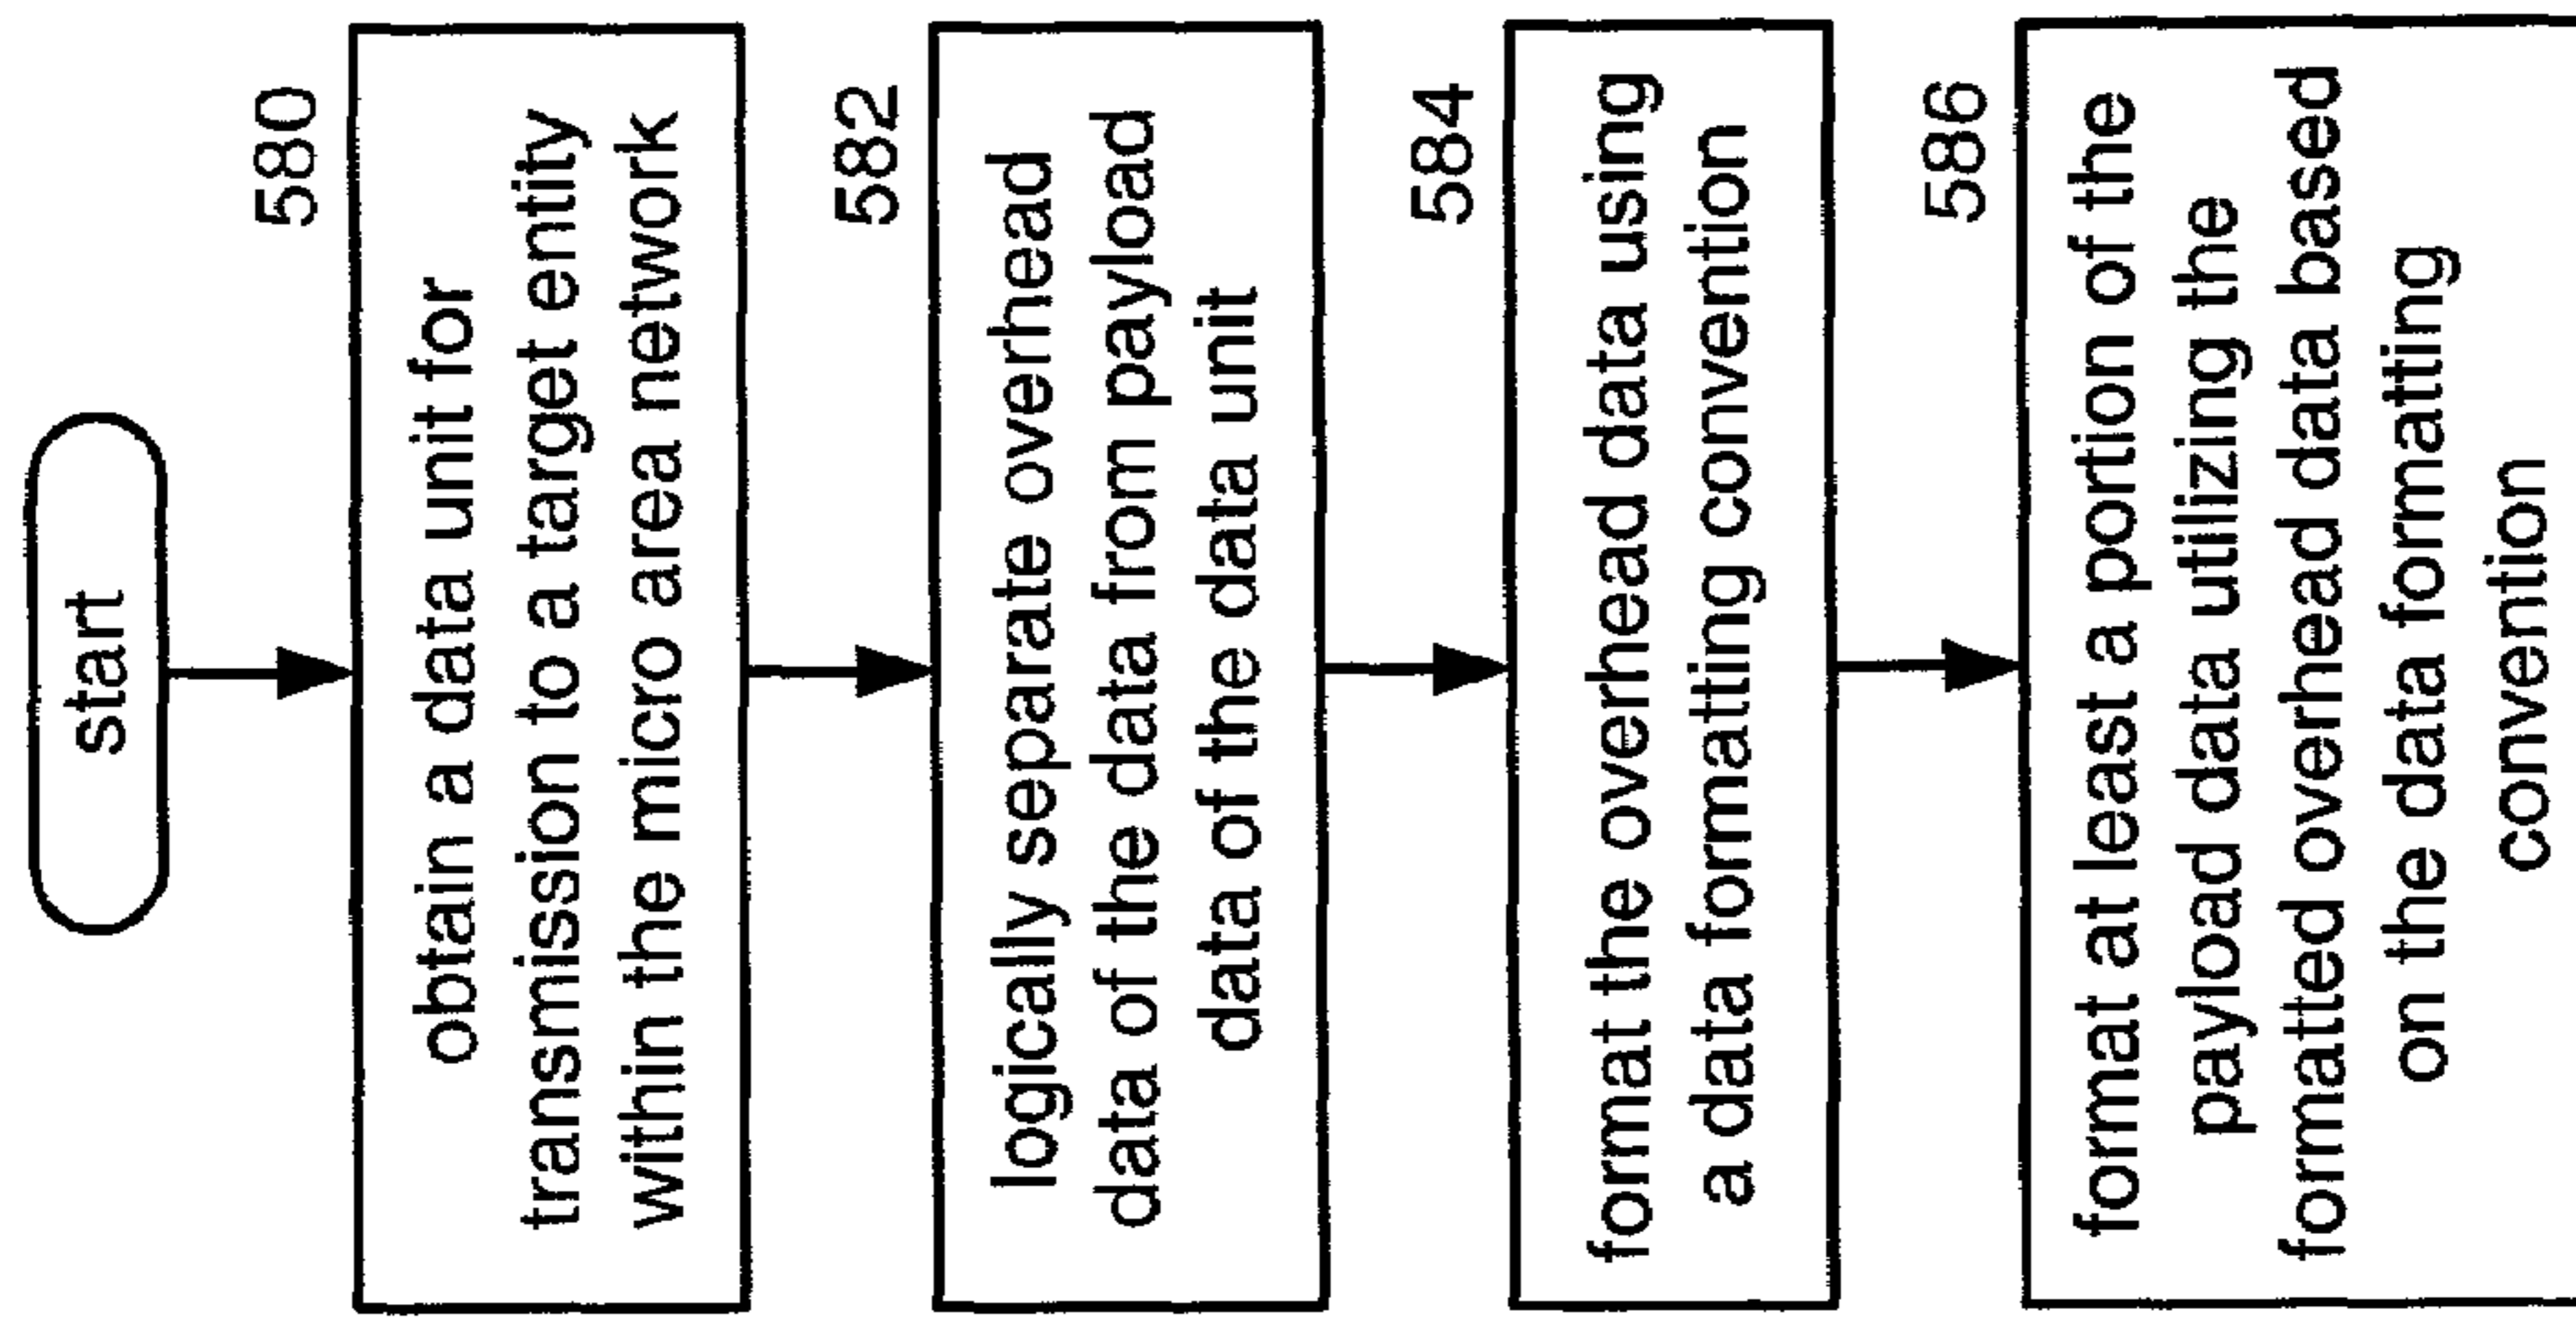 start
580
obtain a data unit for
transmission to a target entity
within the micro area network
582
logically separate overhead
data of the data from payload
data of the data unit
584
format the overhead data using
a data formatting convention
586
format at least a portion of the
payload data utilizing the
formatted overhead data based
on the data formatting
convention